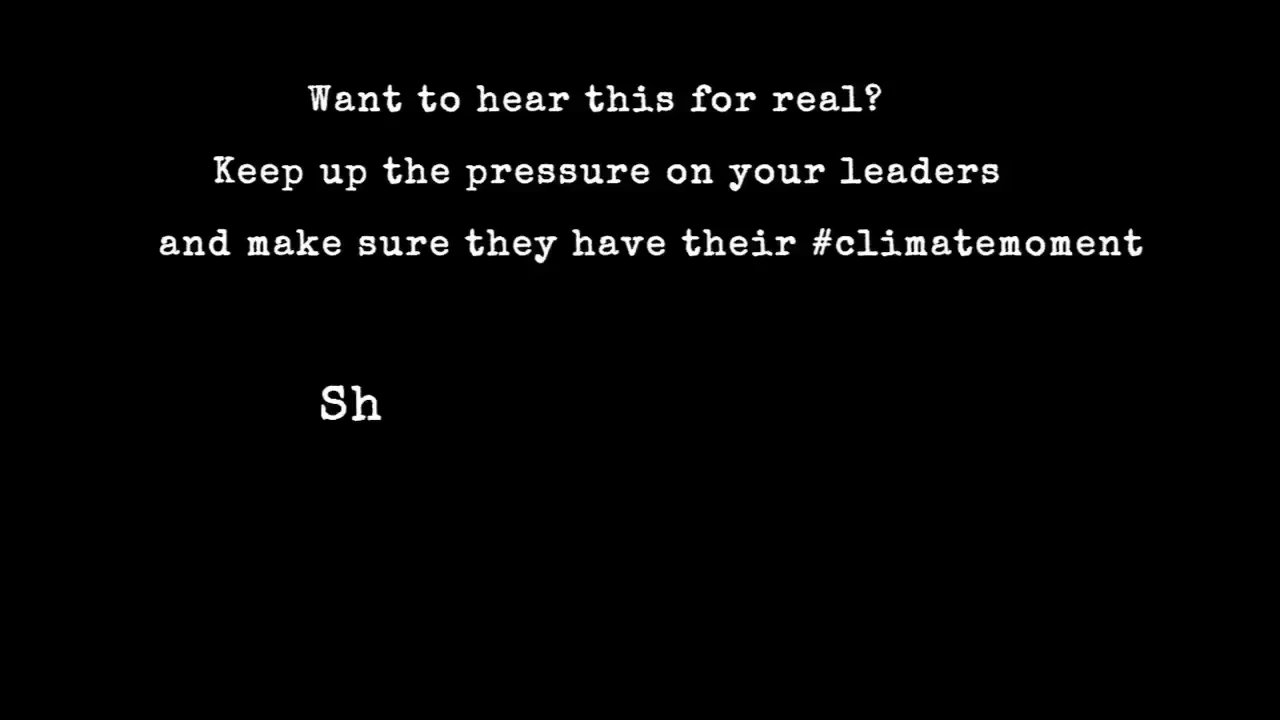 Want to hear this for real?
Keep up the pressure on your leaders
and make sure they have their #climatemoment
Sh